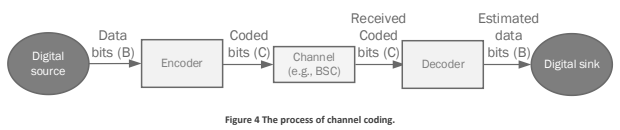 Digital
source
Data
bits (B)
Encoder
Coded
bits (C)
Channel
(e.g., BSC)
Received
Coded
bits (C)
Decoder
Estimated
data
bits (B)
Digital sink
Figure 4 The process of channel coding.